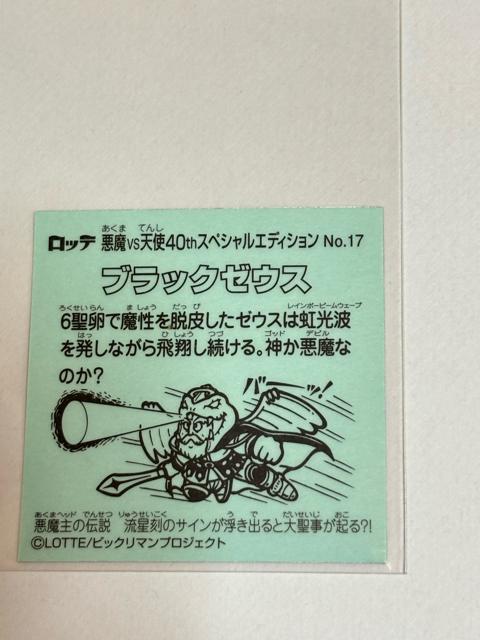 ロッテ 悪魔VS天使40thスペシャルエディション No.17
ブラックゼウス
6聖卵で魔性を脱皮したゼウスは虹光波
を発しながら飛翔し続ける。神か悪魔な
のか?
悪魔主の伝説 流星刻のサインが浮き出ると大聖事が起る?!
©LOTTE/ビックリマンプロジェクト